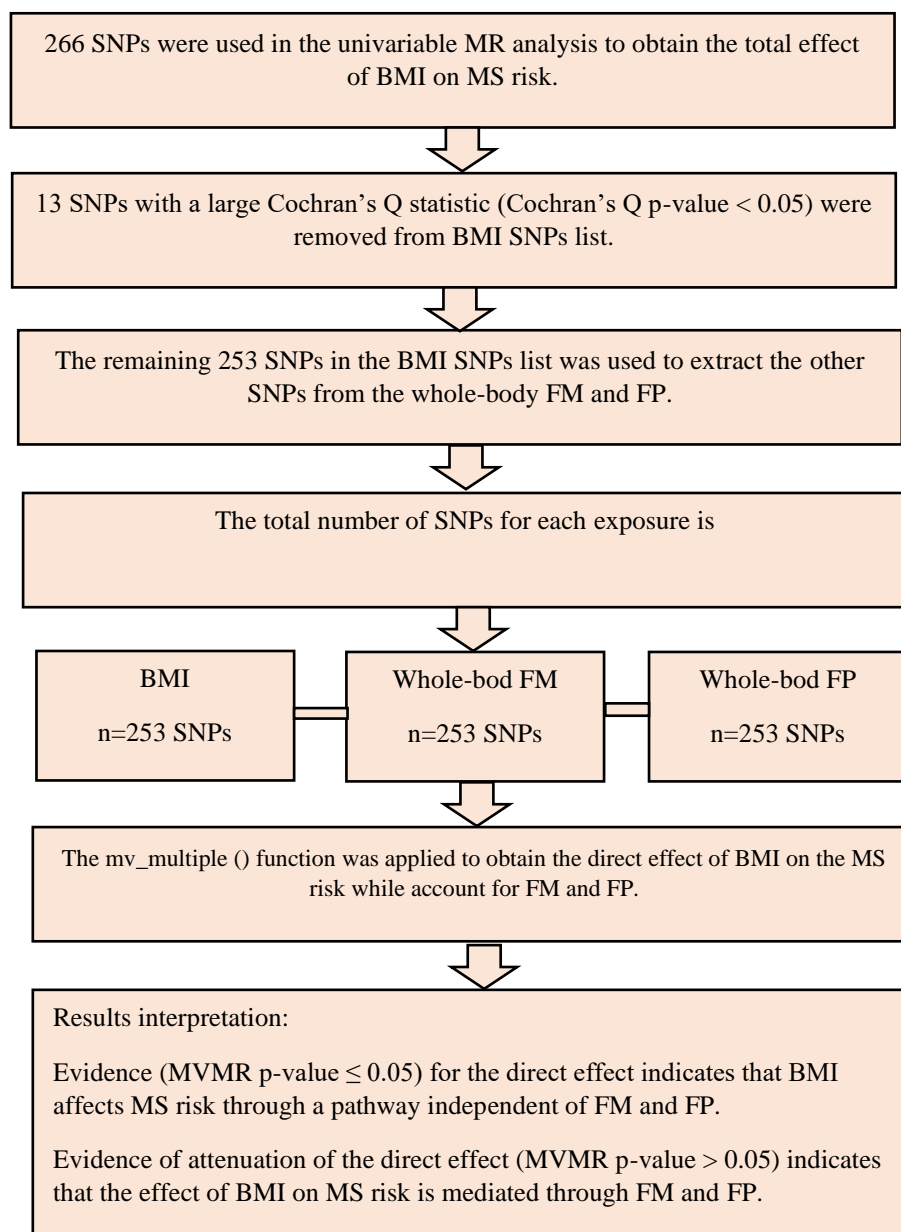 266 SNPs were used in the univariable MR analysis to obtain the total effect
of BMI on MS risk.
13 SNPs with a large Cochran's Q statistic (Cochran's Q p-value < 0.05) were
removed from BMI SNPs list.
The remaining 253 SNPs in the BMI SNPs list was used to extract the other
SNPs from the whole-body FM and FP.
The total number of SNPs for each exposure is
BMI
n=253 SNPs
Whole-bod FM
n=253 SNPs
Whole-bod FP
n=253 SNPs
The mv_multiple () function was applied to obtain the direct effect of BMI on the MS
risk while account for FM and FP.
Results interpretation:
Evidence (MVMR p-value ≤ 0.05) for the direct effect indicates that BMI
affects MS risk through a pathway independent of FM and FP.
Evidence of attenuation of the direct effect (MVMR p-value > 0.05) indicates
that the effect of BMI on MS risk is mediated through FM and FP.